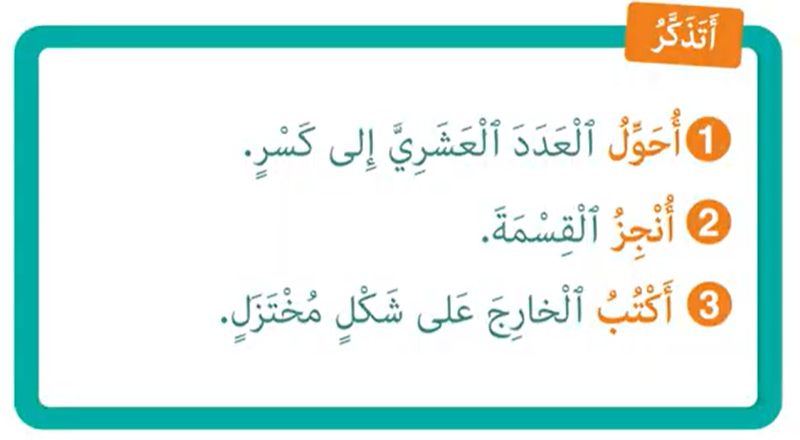 أَتَذَكَّرُ
1 أُحَوِّلُ ٱلْعَدَدَ ٱلْعَشَرِيَّ إِلى كَسْرٍ.
2 أُنْجِزُ ٱلْقِسْمَةَ.
3 أَكْتُبُ ٱلْخارِجَ عَلى شَكْلٍ مُخْتَزَلٍ.